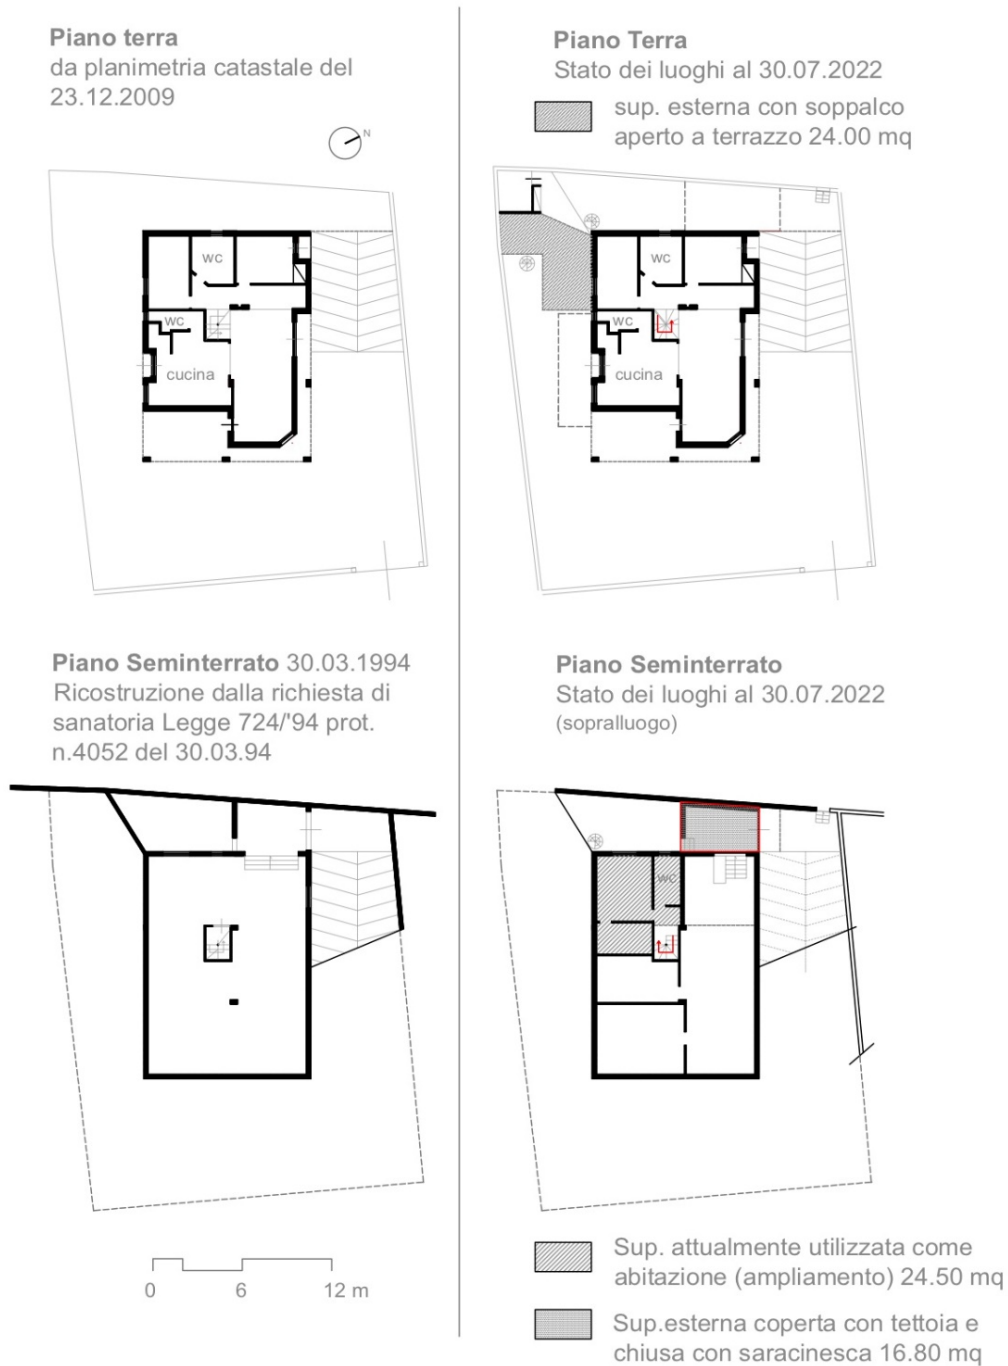 Piano terra
da planimetria catastale del
23.12.2009
N
wc
wc
cucina
Piano Terra
Stato dei luoghi al 30.07.2022
sup. esterna con soppalco
aperto a terrazzo 24.00 mq
wc
wc
cucina
Piano Seminterrato 30.03.1994
Ricostruzione dalla richiesta di
sanatoria Legge 724/'94 prot.
n.4052 del 30.03.94
0 6 12 m
Piano Seminterrato
Stato dei luoghi al 30.07.2022
(sopralluogo)
wc
Sup. attualmente utilizzata come
abitazione (ampliamento) 24.50 mq
Sup.esterna coperta con tettoia e
chiusa con saracinesca 16.80 mq